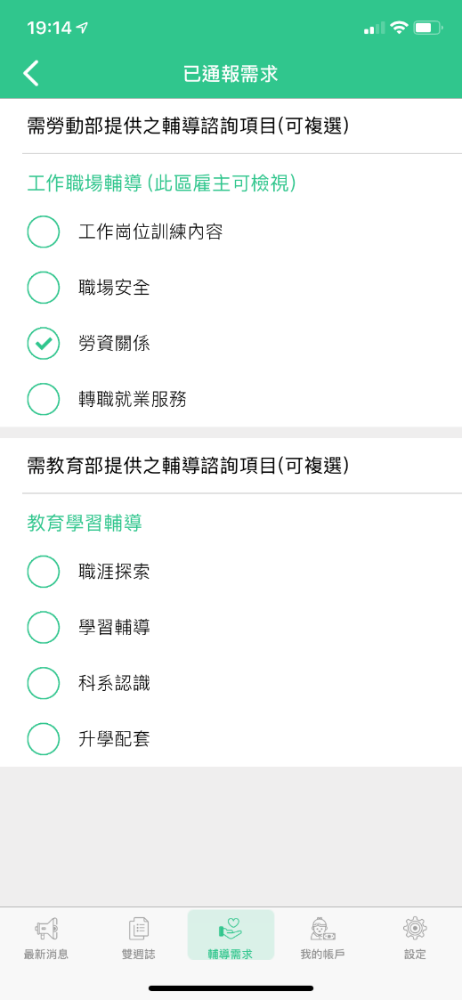 19:14
已通報需求
需勞動部提供之輔導諮詢項目(可複選)
工作職場輔導 (此區雇主可檢視)
工作崗位訓練內容
職場安全
勞資關係
轉職就業服務
需教育部提供之輔導諮詢項目(可複選)
教育學習輔導
職涯探索
學習輔導
科系認識
升學配套
最新消息 雙週誌 輔導需求 我的帳戶 設定